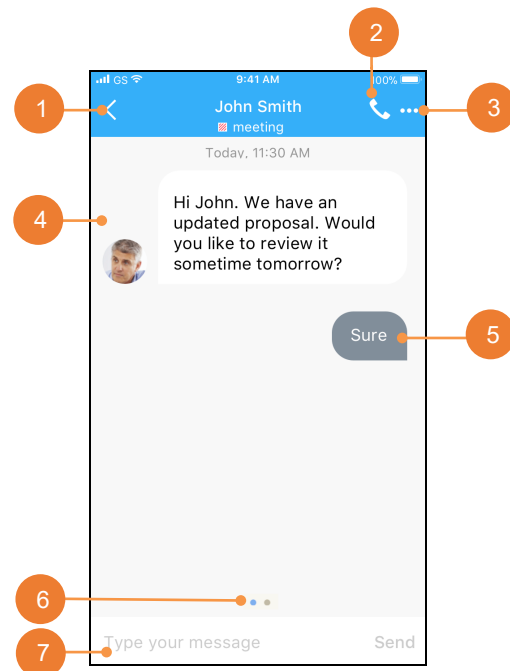 2
GS 9:41 AM 100%
1
John Smith
3
meeting
Today, 11:30 AM
4
Hi John. We have an
updated proposal. Would
you like to review it
sometime tomorrow?
Sure
5
6
7
Type your message Send